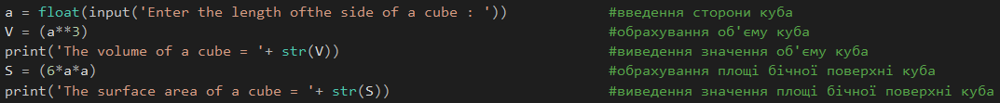 a = float(input('Enter the length ofthe side of a cube : ')) #введення сторони куба
V = (a**3) #обрахування об'єму куба
print('The volume of a cube = '+ str(V)) #виведення значення об'єму куба
S = (6*a*a) #обрахування площі бічної поверхні куба
print('The surface area of a cube = '+ str(S)) #виведення значення площі бічної поверхні куба